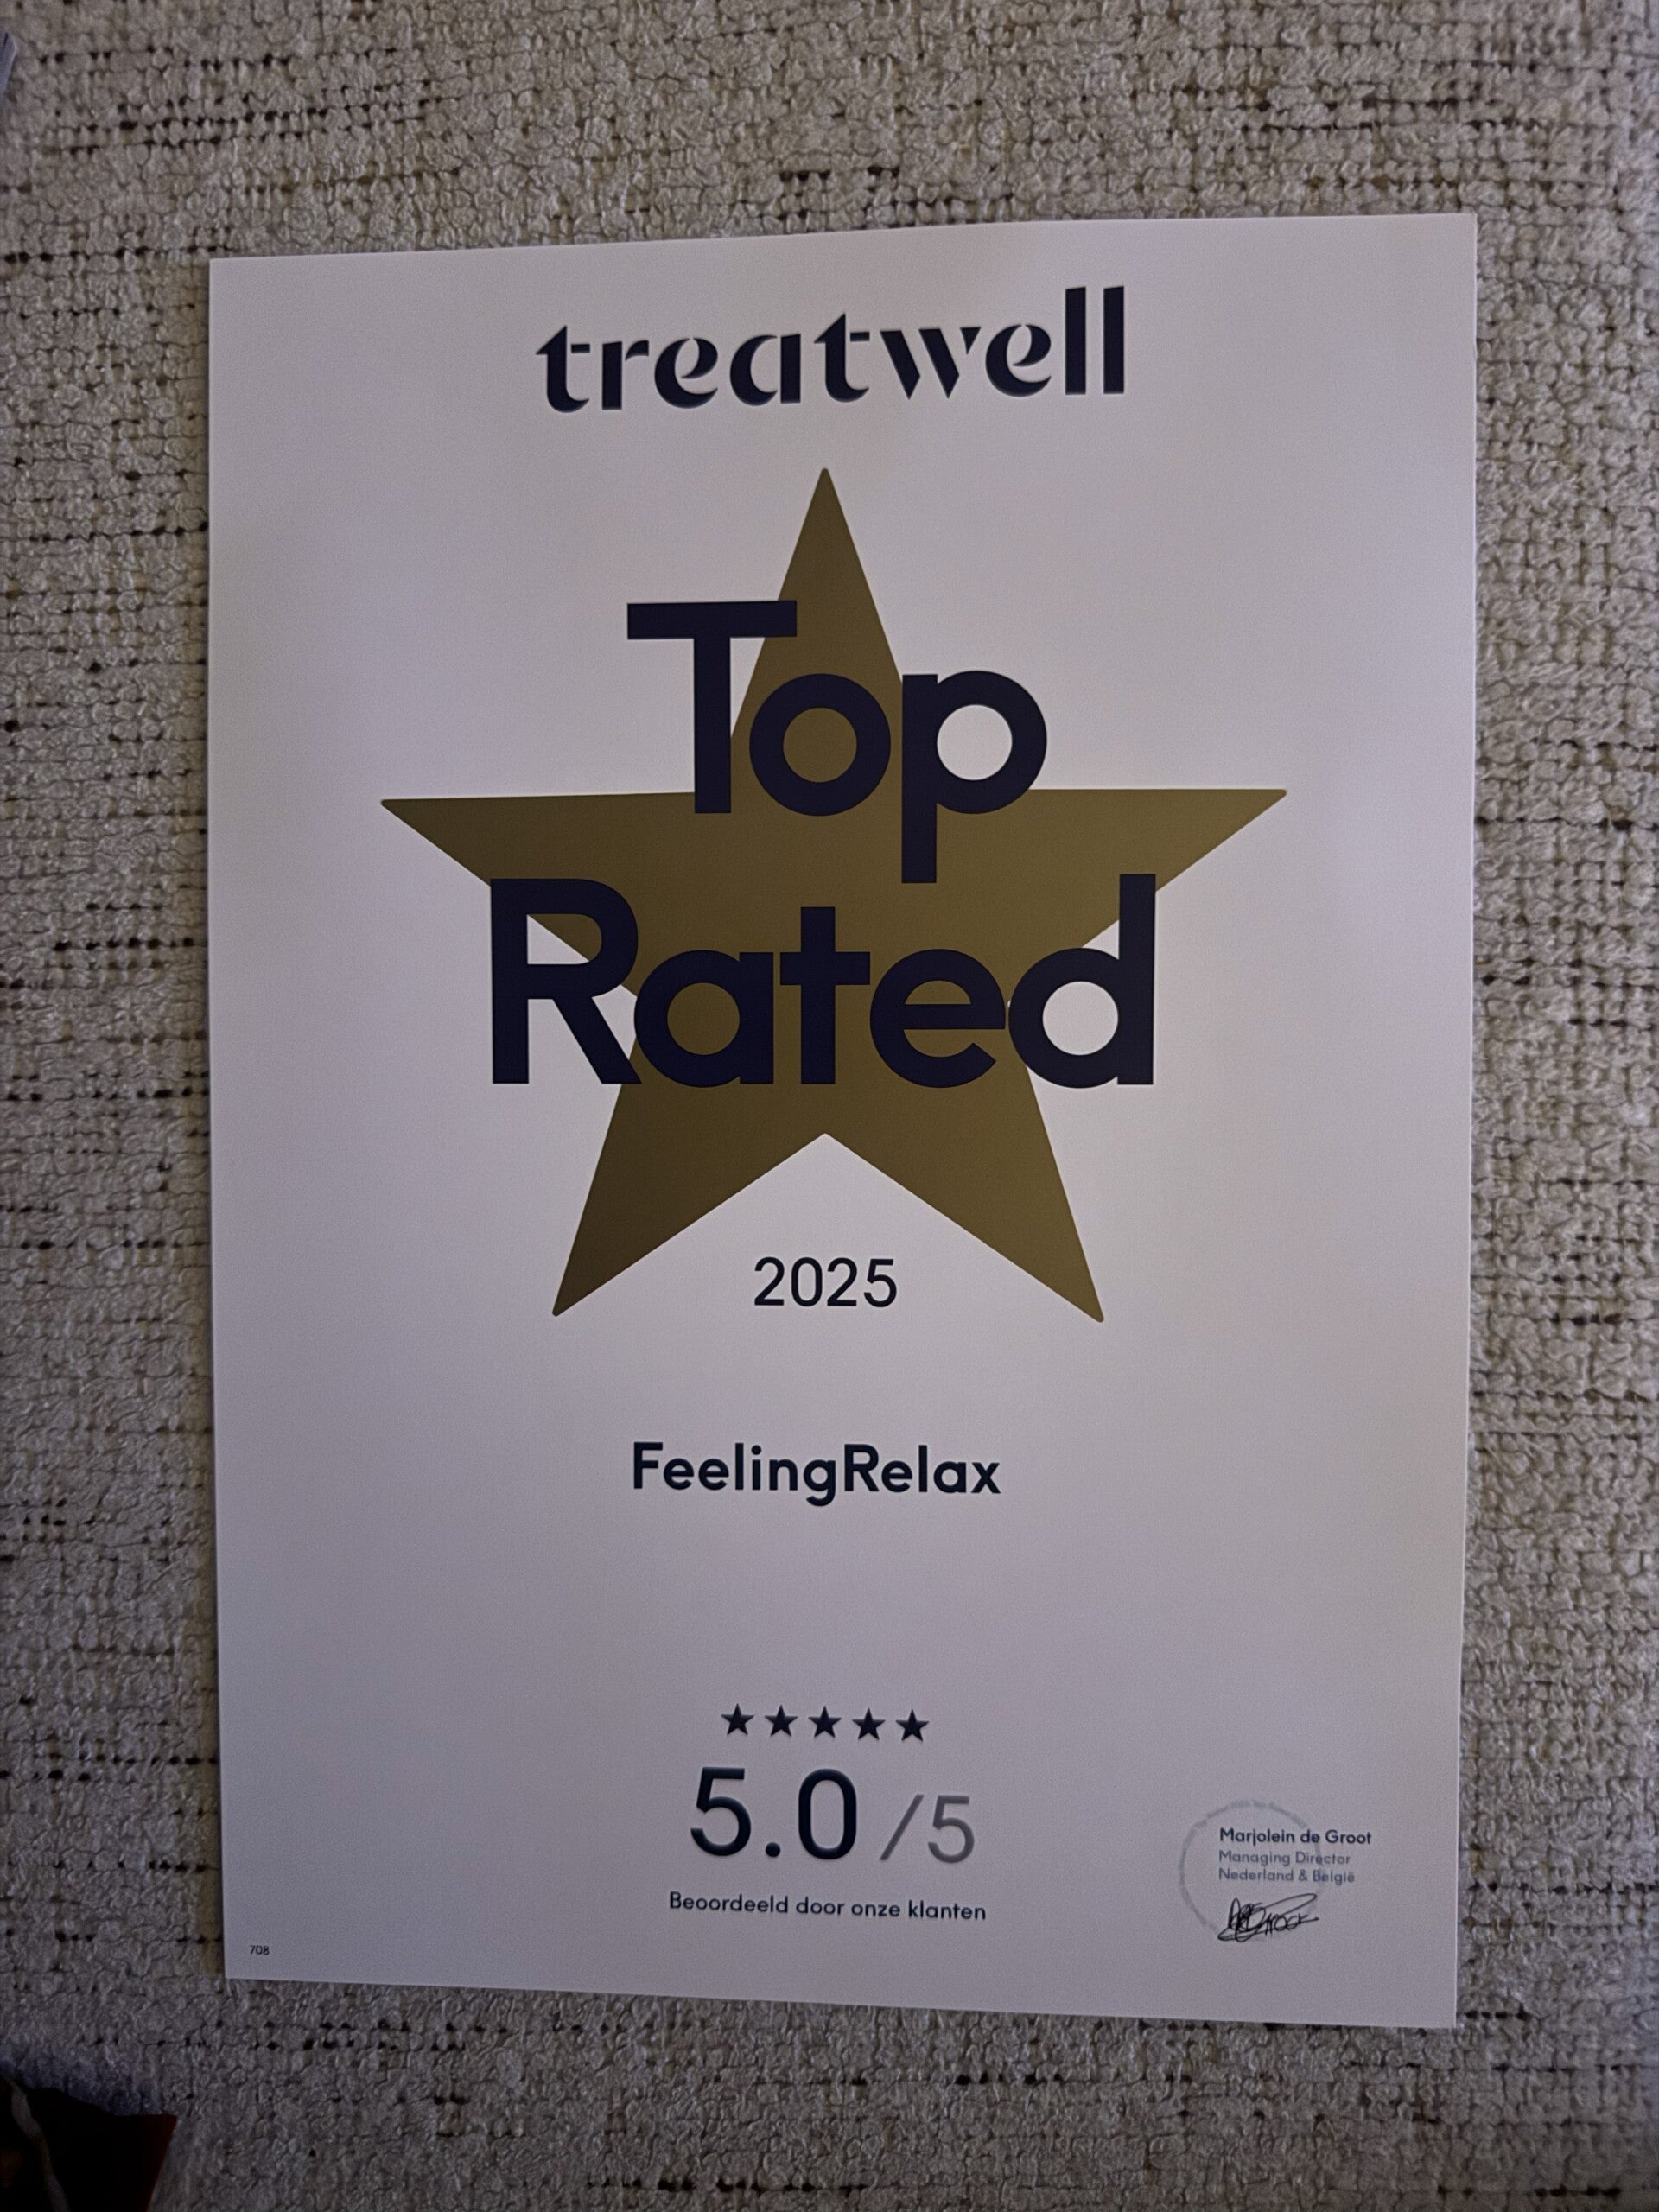 treatwell
Top
Rated
2025
FeelingRelax
5.0 /5
Beoordeeld door onze klanten
Marjolein de Groot
Managing Director
Nederland & België
708